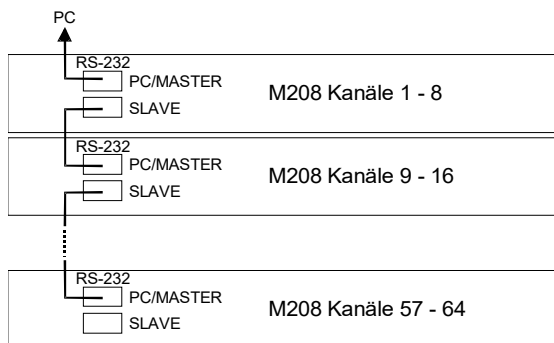 PC
RS-232
PC/MASTER
SLAVE
M208 Kanäle 1 - 8
RS-232
PC/MASTER
SLAVE
M208 Kanäle 9 - 16
RS-232
PC/MASTER
SLAVE
M208 Kanäle 57 - 64